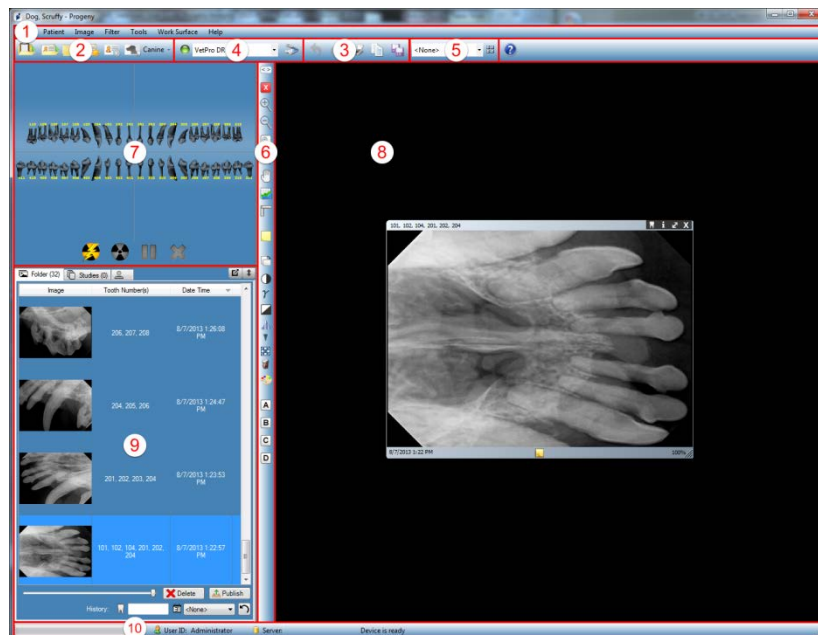 Dog, Scruffy - Progeny
1 Patient Image Filter Tools Work Surface Help
2 Canine 4 VetPro DR 3 <None> 5
7
6
8
101, 102, 104, 201, 202, 204
Folder (32) Studies (0)
Image Tooth Number(s) Date Time
206, 207, 208 8/7/2013 1:26:08
PM
204, 205, 206 8/7/2013 1:24:47
PM
9
201, 202, 203, 204 8/7/2013 1:23:53
PM
101, 102, 104, 201, 202,
204 8/7/2013 1:22:57
PM
A
B
C
D
8/7/2013 1:22 PM 100%
Delete Publish
History: <None>
10 User ID: Administrator Server: Device is ready